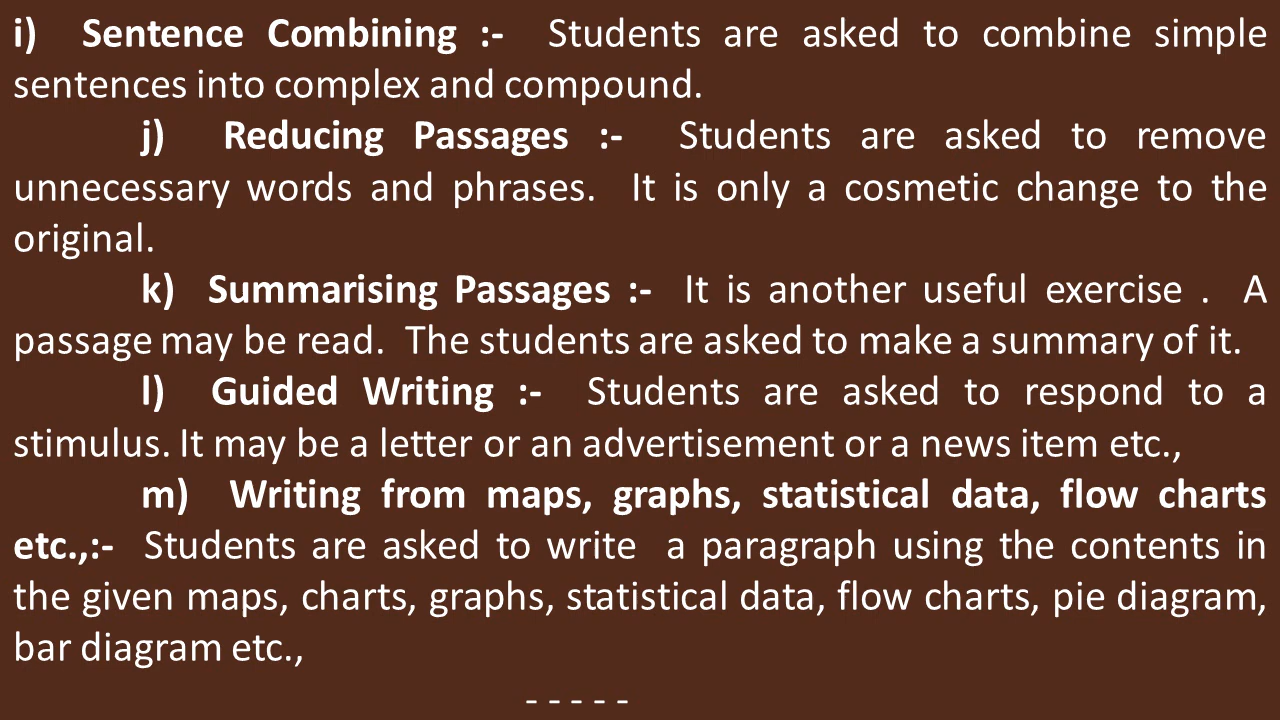 i) Sentence Combining :- Students are asked to combine simple
sentences into complex and compound.
j) Reducing Passages :- Students are asked to remove
unnecessary words and phrases. It is only a cosmetic change to the
original.
k) Summarising Passages :- It is another useful exercise . A
passage may be read. The students are asked to make a summary of it.
l) Guided Writing :- Students are asked to respond to a
stimulus. It may be a letter or an advertisement or a news item etc.,
m) Writing from maps, graphs, statistical data, flow charts
etc.,:- Students are asked to write a paragraph using the contents in
the given maps, charts, graphs, statistical data, flow charts, pie diagram,
bar diagram etc.,
- - - - -